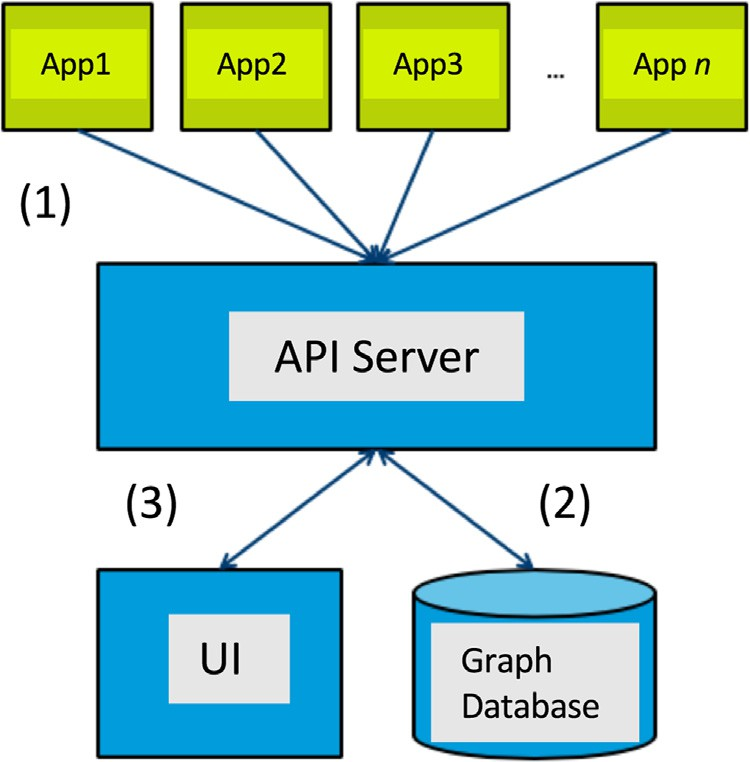 App1
App2
App3
...
App n
(1)
API Server
(3)
(2)
UI
Graph
Database